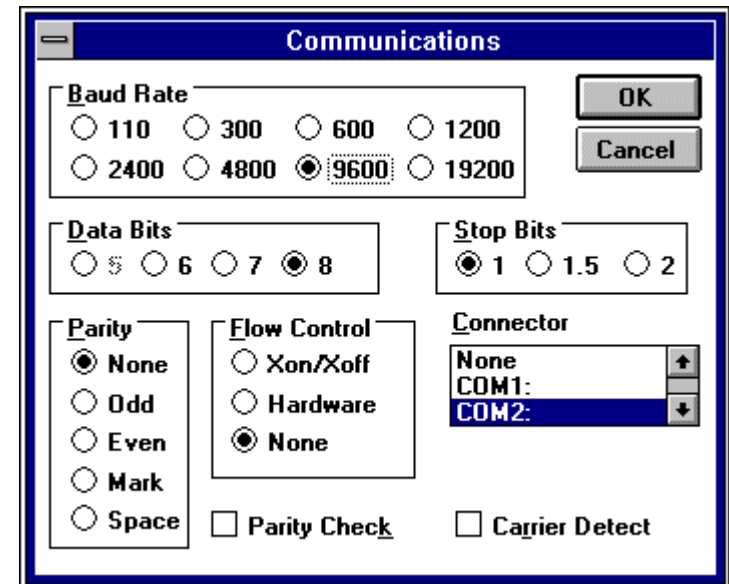 Communications
Baud Rate
OK
110 300 600 1200
Cancel
2400 4800 9600 19200
Data Bits
5 6 7 8
Stop Bits
1 1.5 2
Parity
None
Odd
Even
Mark
Space
Flow Control
Xon/Xoff
Hardware
None
Connector
None
COM1:
COM2:
Parity Check
Carrier Detect